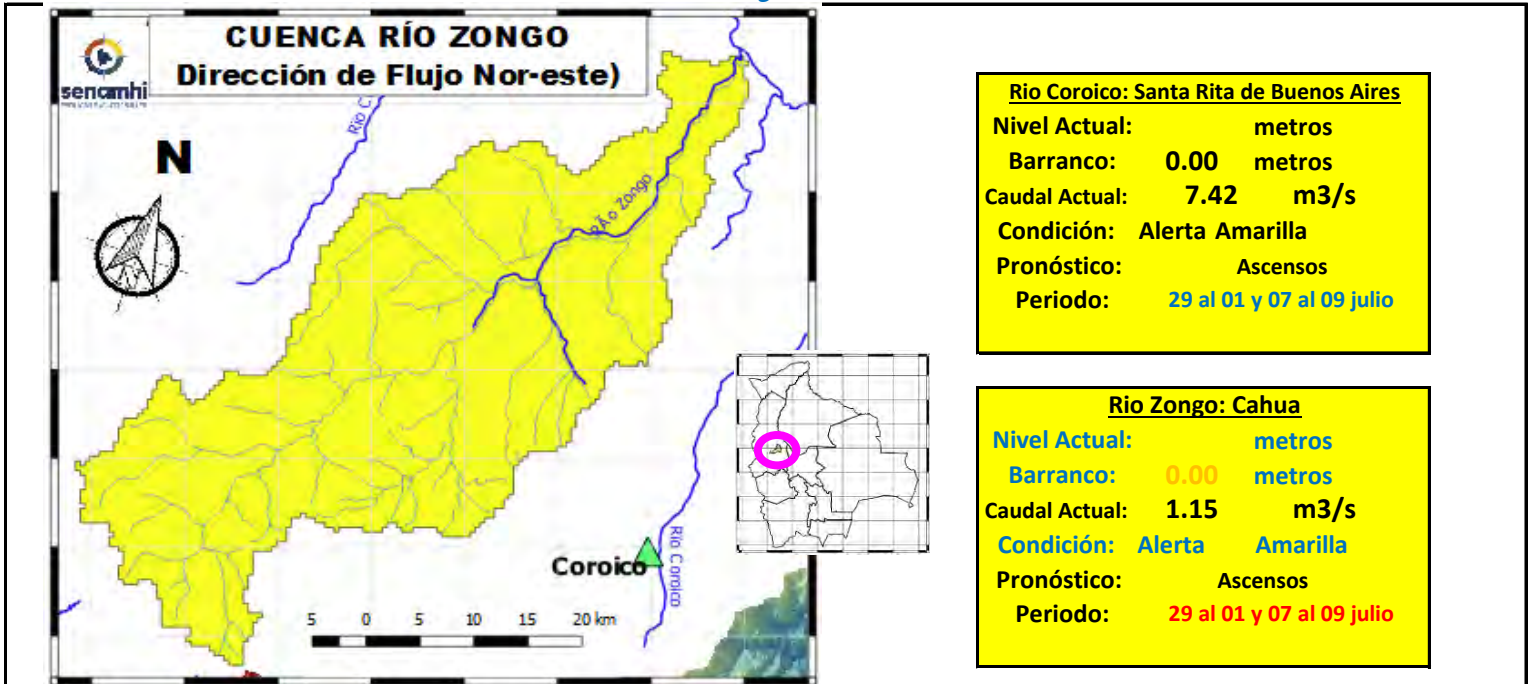 CUENCA RÍO ZONGO
Dirección de Flujo Nor-este)
sencamhi
N
Río C
RÃ­o Zongo
Coroico
Río Coroico
5 0 5 10 15 20 km
Rio Coroico: Santa Rita de Buenos Aires
Nivel Actual: metros
Barranco: 0.00 metros
Caudal Actual: 7.42 m3/s
Condición: Alerta Amarilla
Pronóstico: Ascensos
Periodo: 29 al 01 y 07 al 09 julio
Rio Zongo: Cahua
Nivel Actual: metros
Barranco: 0.00 metros
Caudal Actual: 1.15 m3/s
Condición: Alerta Amarilla
Pronóstico: Ascensos
Periodo: 29 al 01 y 07 al 09 julio